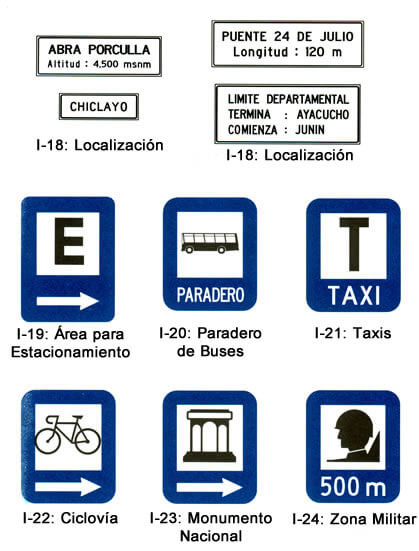 ABRA PORCULLA
Altitud : 4,500 msnm
CHICLAYO
I-18: Localización
PUENTE 24 DE JULIO
Longitud : 120 m
LIMITE DEPARTAMENTAL
TERMINA : AYACUCHO
COMIENZA : JUNIN
I-18: Localización
E
I-19: Área para
Estacionamiento
PARADERO
I-20: Paradero
de Buses
T
TAXI
I-21: Taxis
I-22: Ciclovía
I-23: Monumento
Nacional
500 m
I-24: Zona Militar